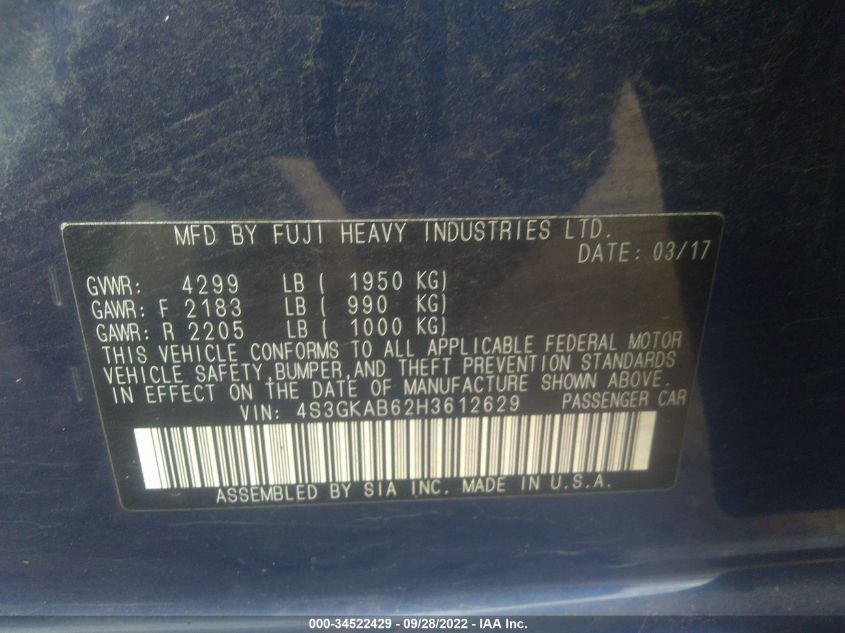 MFD BY FUJI HEAVY INDUSTRIES LTD.
DATE: 03/17
GVWR: 4299 LB ( 1950 KG)
GAWR: F 2183 LB ( 990 KG)
GAWR: R 2205 LB ( 1000 KG)
THIS VEHICLE CONFORMS TO ALL APPLICABLE FEDERAL MOTOR
VEHICLE SAFETY, BUMPER, AND THEFT PREVENTION STANDARDS
IN EFFECT ON THE DATE OF MANUFACTURE SHOWN ABOVE.
VIN: 4S3GKAB62H3612629 PASSENGER CAR
ASSEMBLED BY SIA INC. MADE IN U.S.A.
000-34522429 - 09/28/2022 - IAA Inc.